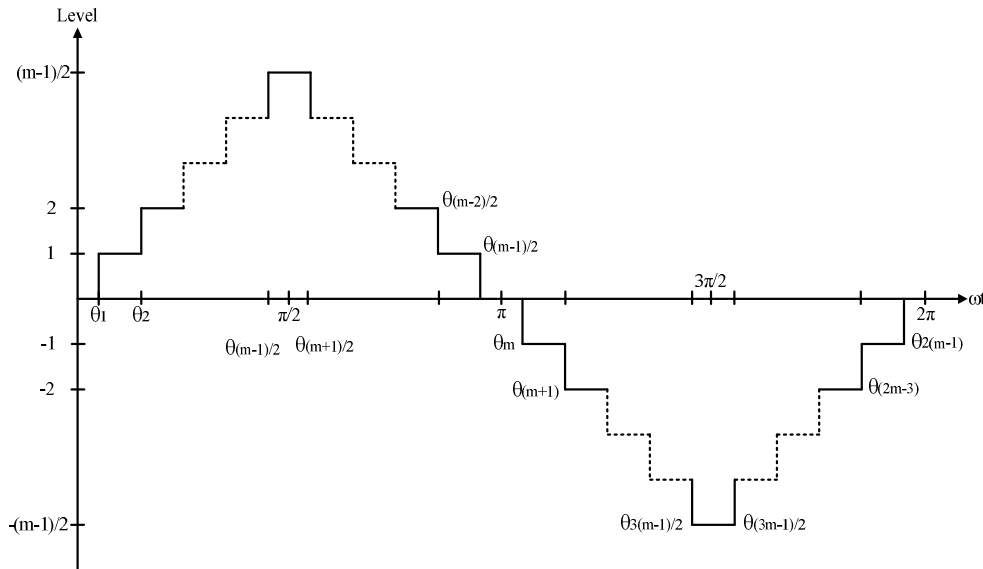 Level
(m-1)/2
2
θ(m-2)/2
1
θ(m-1)/2
3π/2
θ1 θ2 π/2 π 2π ωt
θ(m-1)/2 θ(m+1)/2
-1 θm θ2(m-1)
-2 θ(m+1) θ(2m-3)
-(m-1)/2 θ3(m-1)/2 θ(3m-1)/2